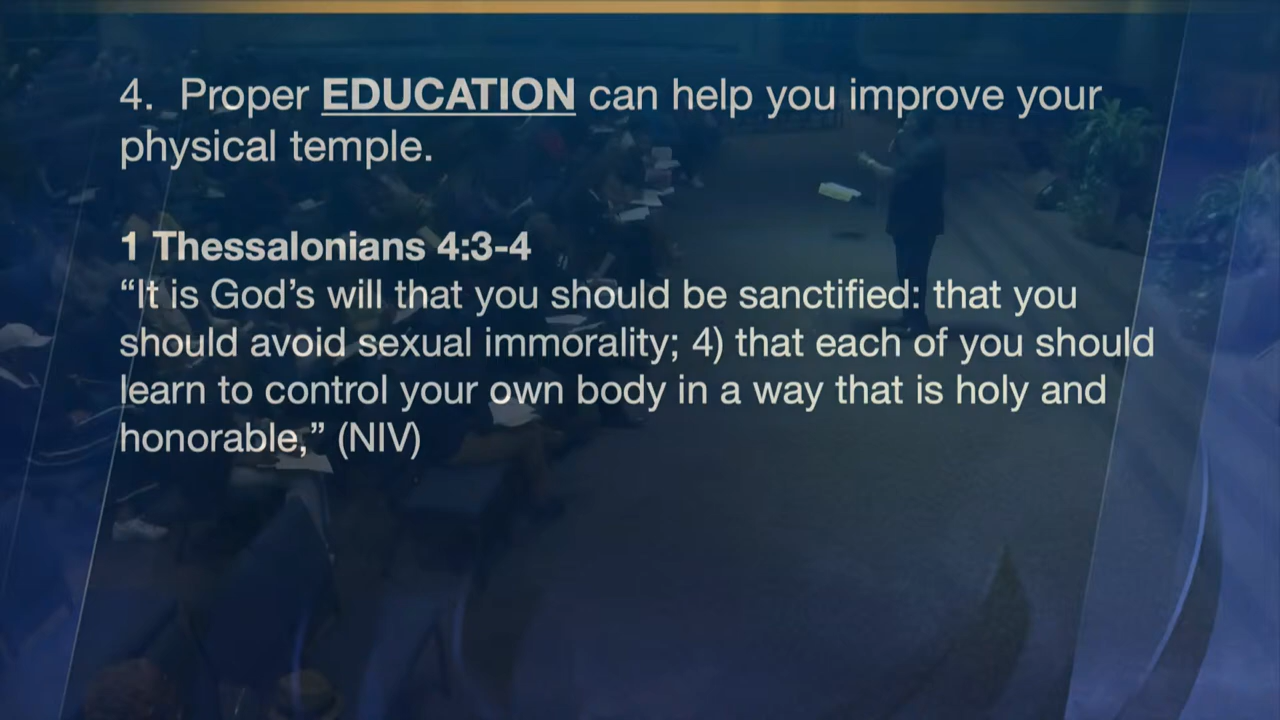 4. Proper EDUCATION can help you improve your
physical temple.
1 Thessalonians 4:3-4
“It is God’s will that you should be sanctified: that you
should avoid sexual immorality; 4) that each of you should
learn to control your own body in a way that is holy and
honorable,” (NIV)